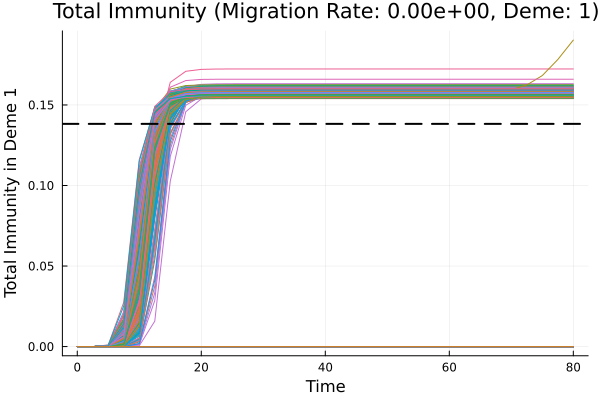 Total Immunity (Migration Rate: 0.00e+00, Deme: 1)
Total Immunity in Deme 1
0.15
0.10
0.05
0.00
0 20 40 60 80
Time